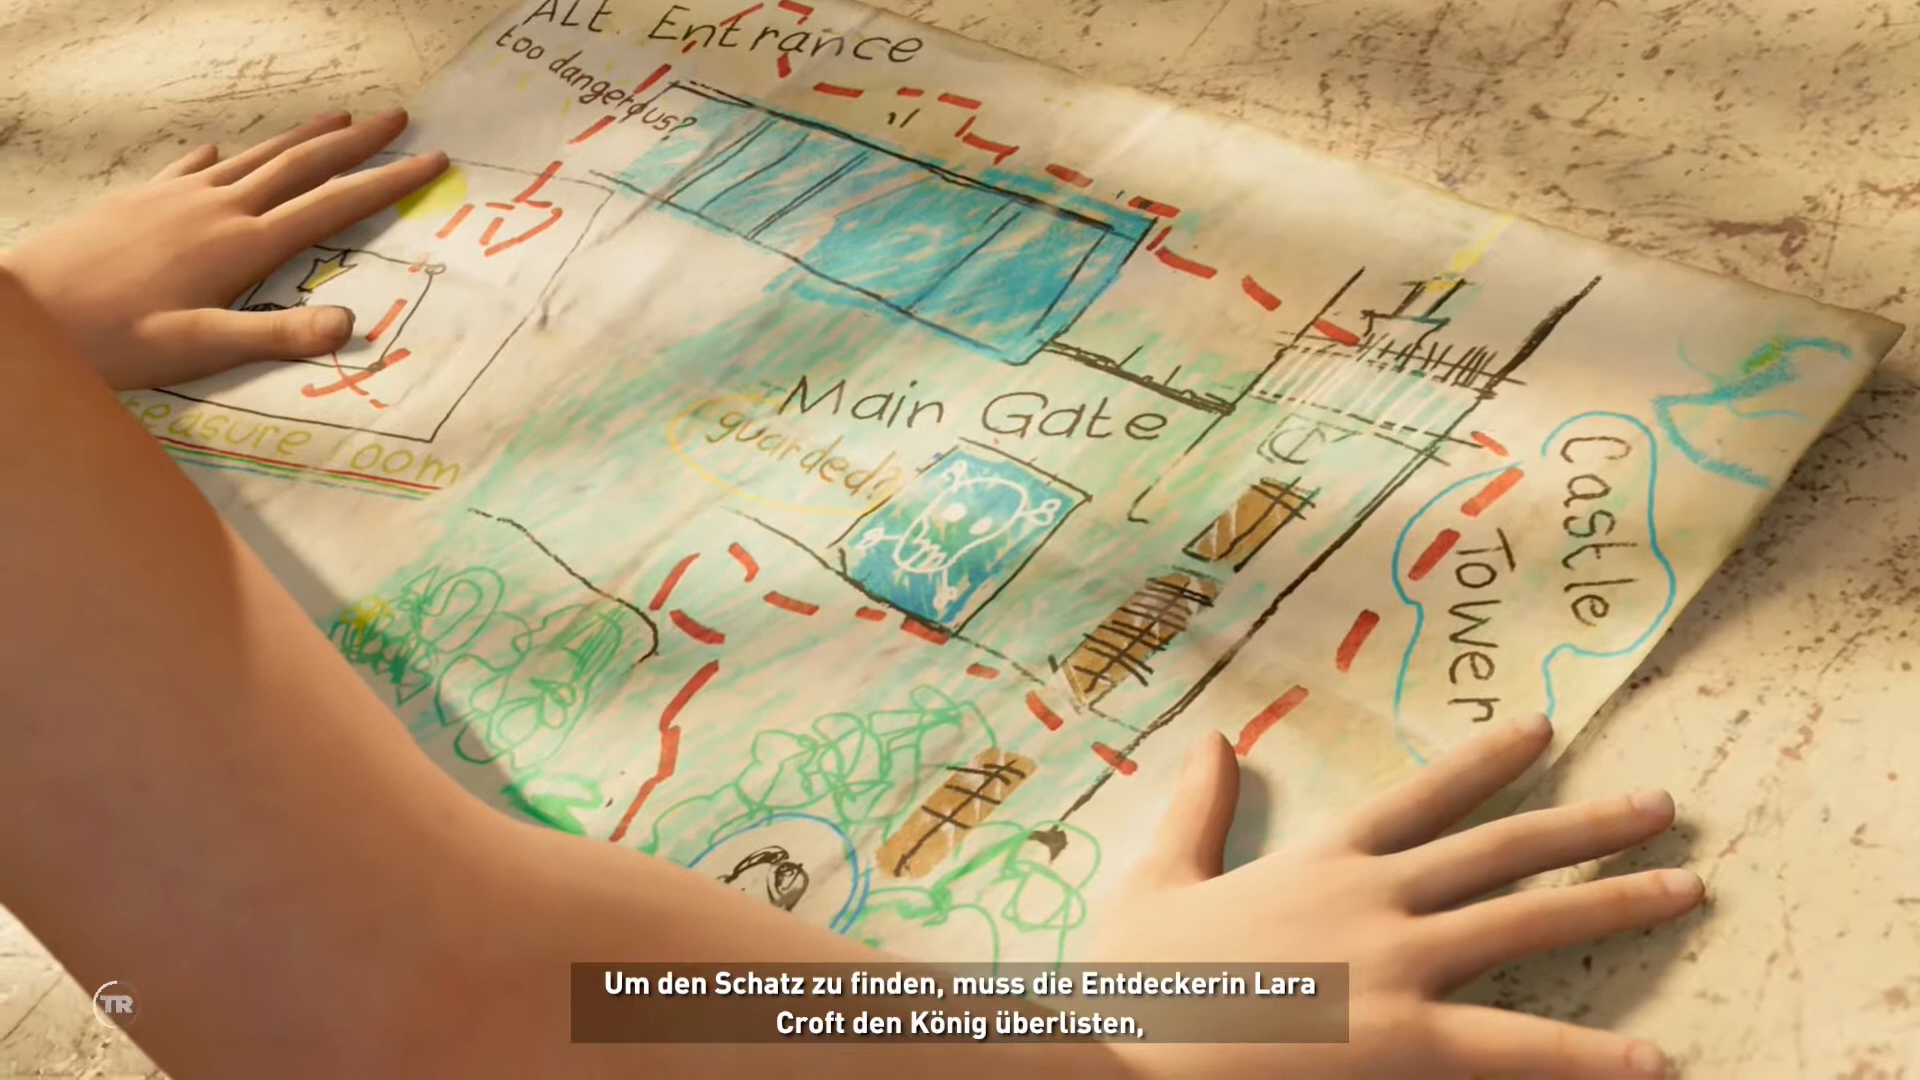 ALt. Entrance
too dangerous?
Main Gate
guarded?
reasure room
Castle
Tower
TR
Um den Schatz zu finden, muss die Entdeckerin Lara
Croft den König überlisten,